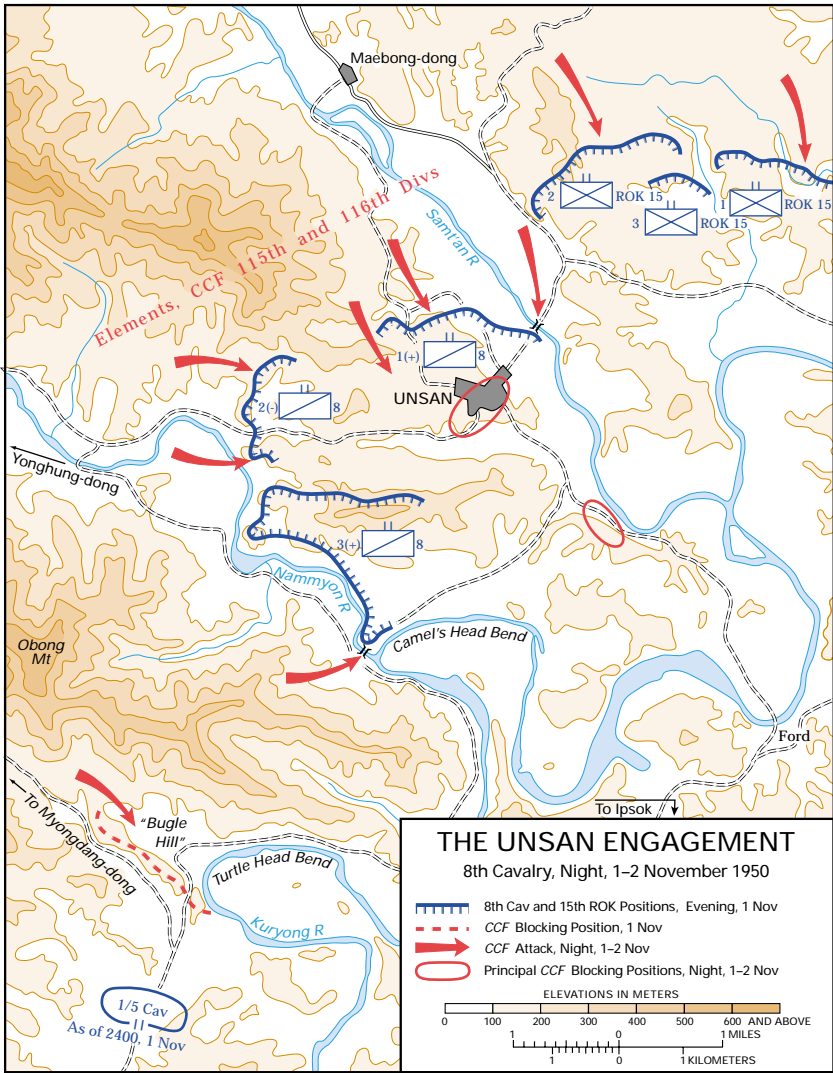 Maebong-dong
2
ROK 15
3
ROK 15
1
ROK 15
Elements, CCF 115th and 116th Divs
Samt'an R
1(+)
8
UNSAN
2(-)
8
Yonghung-dong
3(+)
8
Nammyon R
Camel's Head Bend
Obong
Mt
Ford
To Ipsok
To Myongdang-dong
"Bugle
Hill"
Turtle Head Bend
Kuryong R
1/5 Cav
As of 2400, 1 Nov
THE UNSAN ENGAGEMENT
8th Cavalry, Night, 1–2 November 1950
8th Cav and 15th ROK Positions, Evening, 1 Nov
CCF Blocking Position, 1 Nov
CCF Attack, Night, 1–2 Nov
Principal CCF Blocking Positions, Night, 1–2 Nov
ELEVATIONS IN METERS
0 100 200 300 400 500 600 AND ABOVE
1 0 1 MILES
1 0 1 KILOMETERS